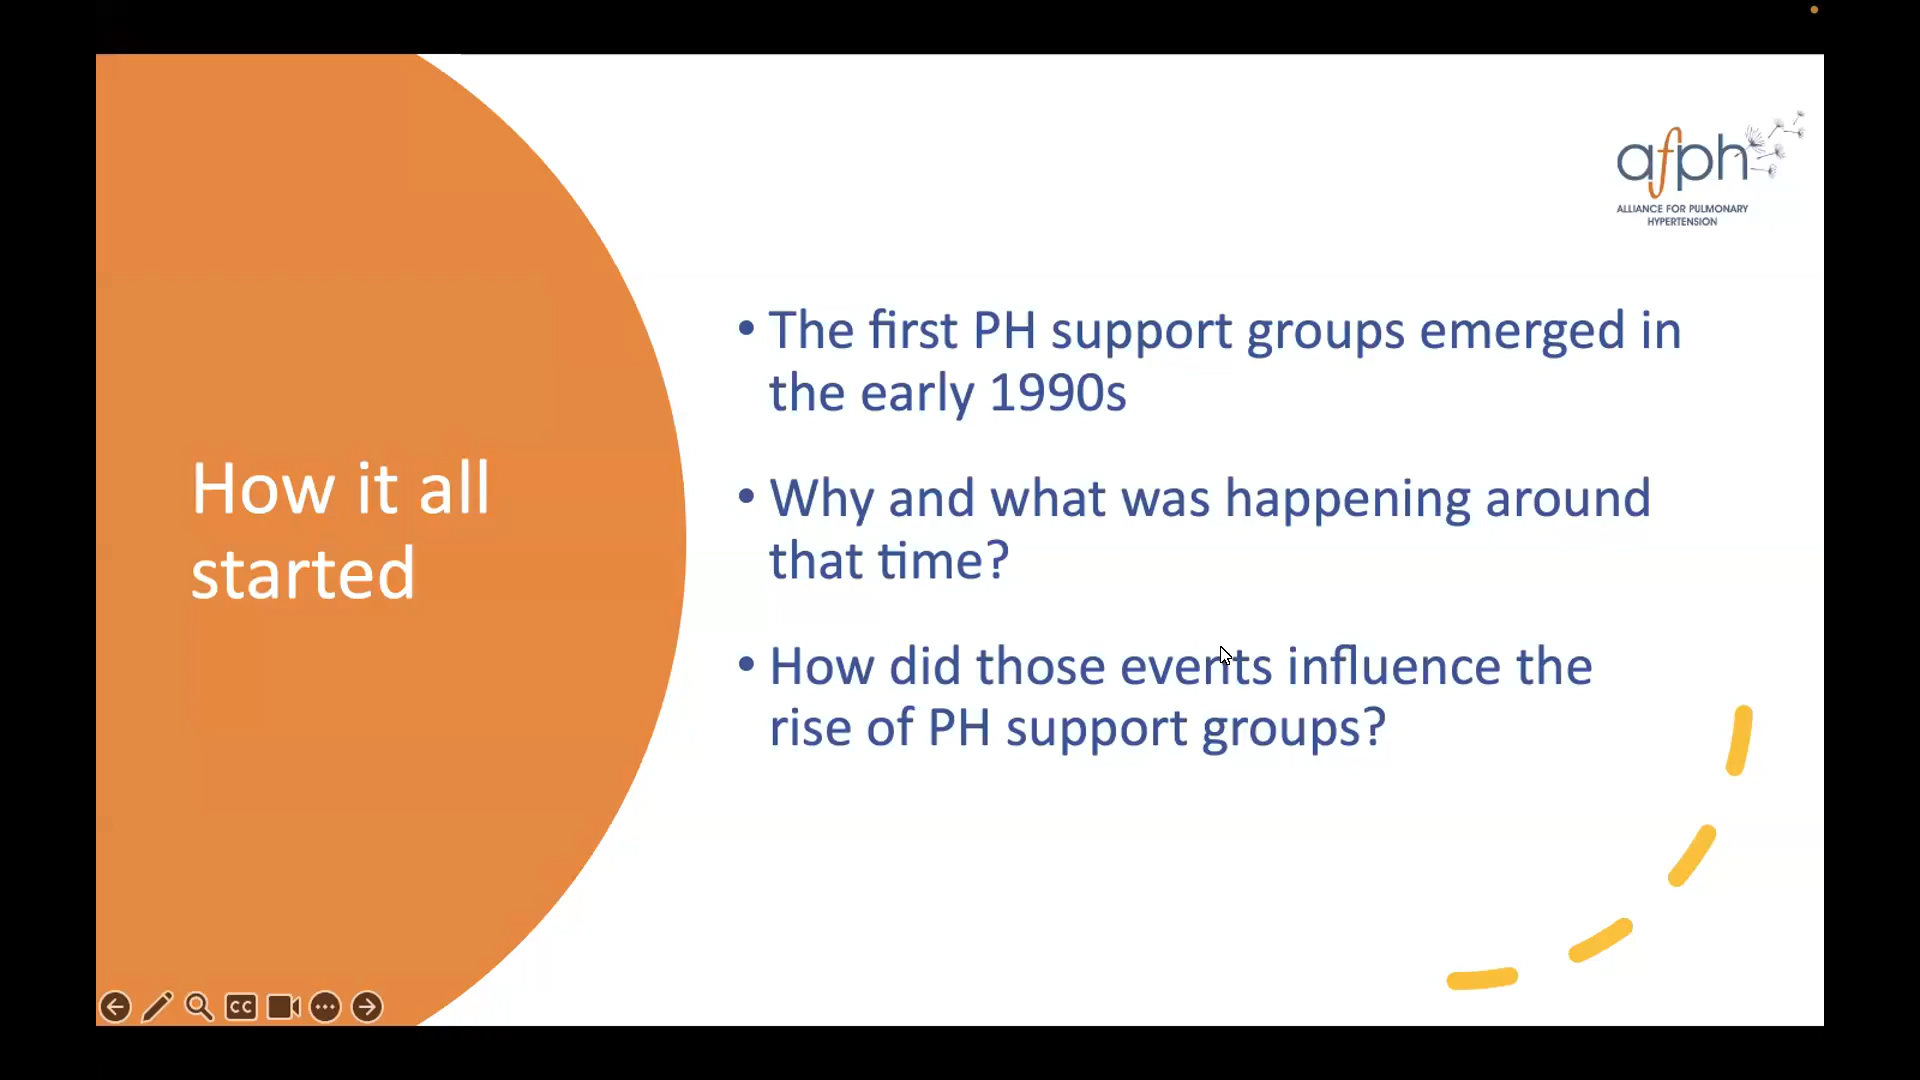 afph
ALLIANCE FOR PULMONARY
HYPERTENSION
How it all
started
• The first PH support groups emerged in
the early 1990s
• Why and what was happening around
that time?
• How did those events influence the
rise of PH support groups?
CC